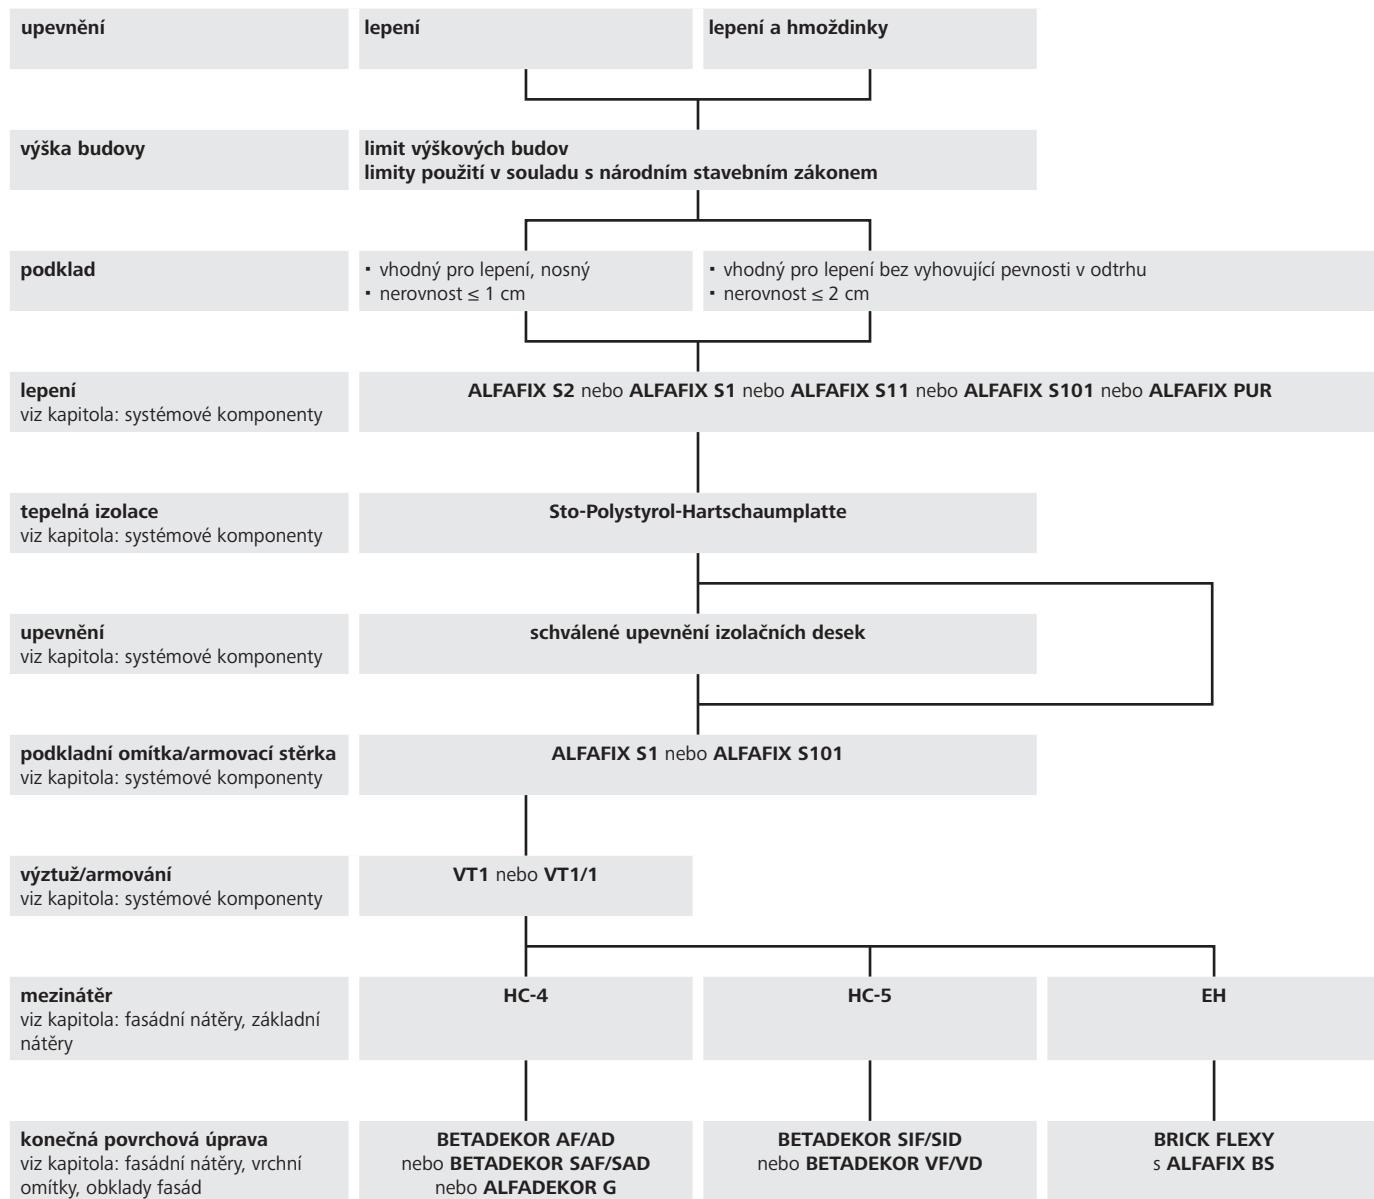 upevnění
lepení
lepení a hmoždinky
výška budovy
limit výškových budov
limity použití v souladu s národním stavebním zákonem
podklad
▪ vhodný pro lepení, nosný
▪ nerovnost ≤ 1 cm
▪ vhodný pro lepení bez vyhovující pevnosti v odtrhu
▪ nerovnost ≤ 2 cm
lepení
viz kapitola: systémové komponenty
ALFAFIX S2 nebo ALFAFIX S1 nebo ALFAFIX S11 nebo ALFAFIX S101 nebo ALFAFIX PUR
tepelná izolace
viz kapitola: systémové komponenty
Sto-Polystyrol-Hartschaumplatte
upevnění
viz kapitola: systémové komponenty
schválené upevnění izolačních desek
podkladní omítka/armovací stěrka
viz kapitola: systémové komponenty
ALFAFIX S1 nebo ALFAFIX S101
výztuž/armování
viz kapitola: systémové komponenty
VT1 nebo VT1/1
mezinátěr
viz kapitola: fasádní nátěry, základní
nátěry
HC-4
HC-5
EH
konečná povrchová úprava
viz kapitola: fasádní nátěry, vrchní
omítky, obklady fasád
BETADEKOR AF/AD
nebo BETADEKOR SAF/SAD
nebo ALFADEKOR G
BETADEKOR SIF/SID
nebo BETADEKOR VF/VD
BRICK FLEXY
s ALFAFIX BS